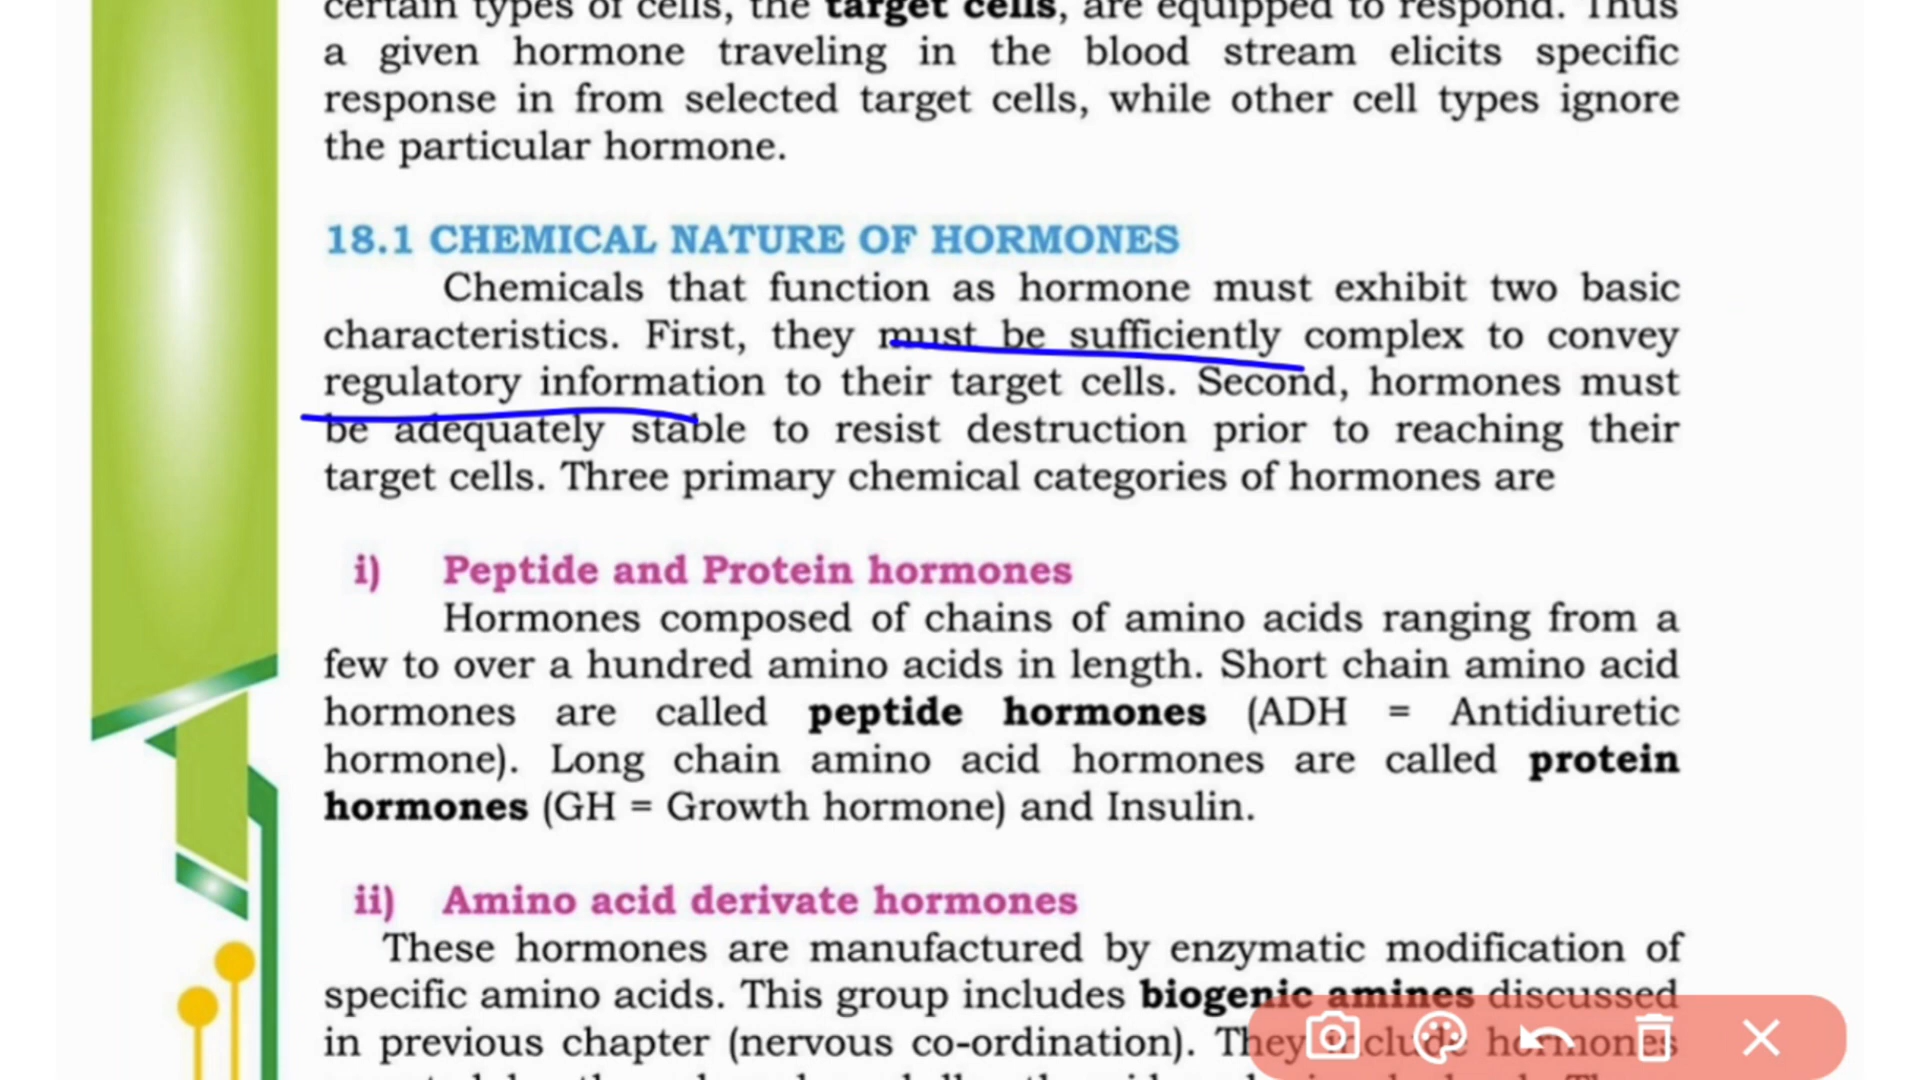 certain types of cells, the target cells, are equipped to respond. Thus
a given hormone traveling in the blood stream elicits specific
response in from selected target cells, while other cell types ignore
the particular hormone.
18.1 CHEMICAL NATURE OF HORMONES
Chemicals that function as hormone must exhibit two basic
characteristics. First, they must be sufficiently complex to convey
regulatory information to their target cells. Second, hormones must
be adequately stable to resist destruction prior to reaching their
target cells. Three primary chemical categories of hormones are
i) Peptide and Protein hormones
Hormones composed of chains of amino acids ranging from a
few to over a hundred amino acids in length. Short chain amino acid
hormones are called peptide hormones (ADH = Antidiuretic
hormone). Long chain amino acid hormones are called protein
hormones (GH = Growth hormone) and Insulin.
ii) Amino acid derivate hormones
These hormones are manufactured by enzymatic modification of
specific amino acids. This group includes biogenic amines discussed
in previous chapter (nervous co-ordination). They include hormones